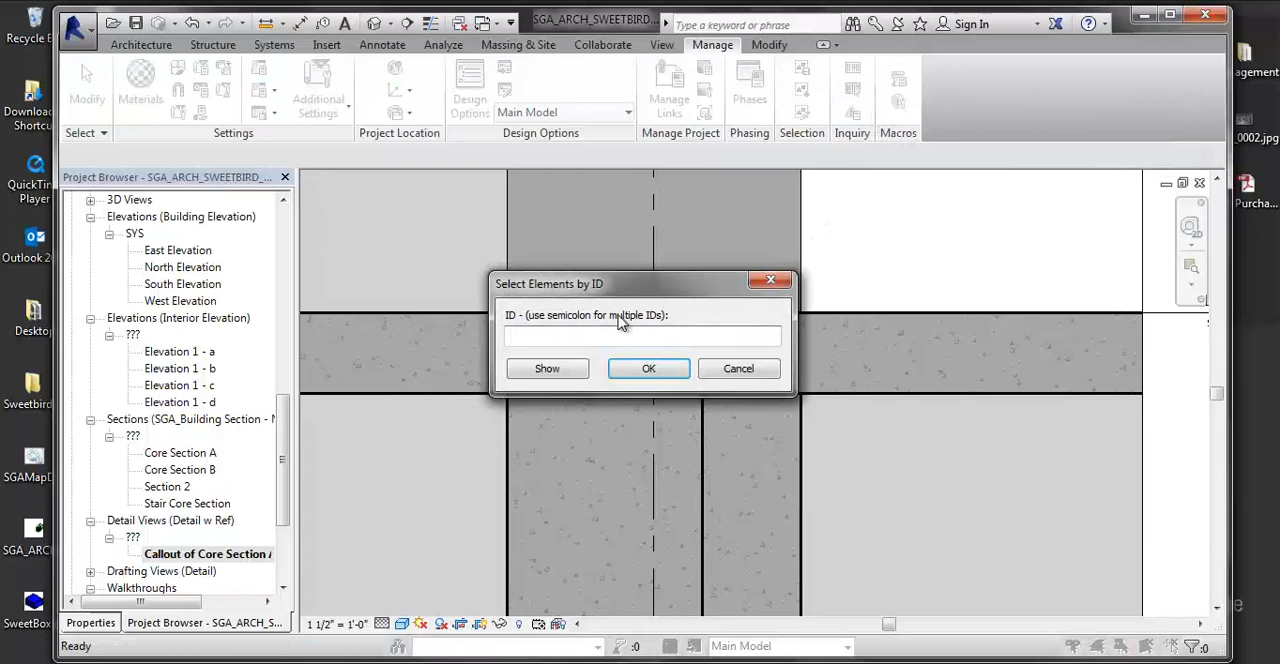 Recycle B
Downloa
Shortcu
QuickTin
Player
Outlook 2
Deskto
Sweetbir
SGAMapD
SGA_ARCH
SweetBox
SGA_ARCH_SWEETBIRD...
Type a keyword or phrase
Sign In
Architecture Structure Systems Insert Annotate Analyze Massing & Site Collaborate View Manage Modify
Modify
Materials
Additional
Settings
Design
Options
Main Model
Manage
Links
Phases
Select
Settings
Project Location
Design Options
Manage Project
Phasing
Selection
Inquiry
Macros
Project Browser - SGA_ARCH_SWEETBIRD_...
3D Views
Elevations (Building Elevation)
SYS
East Elevation
North Elevation
South Elevation
West Elevation
Elevations (Interior Elevation)
???
Elevation 1 - a
Elevation 1 - b
Elevation 1 - c
Elevation 1 - d
Sections (SGA_Building Section - N
???
Core Section A
Core Section B
Section 2
Stair Core Section
Detail Views (Detail w Ref)
???
Callout of Core Section A
Drafting Views (Detail)
Walkthroughs
Properties
Project Browser - SGA_ARCH_S...
Select Elements by ID
ID - (use semicolon for multiple IDs):
Show
OK
Cancel
2D
1 1/2" = 1'-0"
Ready
:0
Main Model
:0
agement
_0002.jpg
Purcha...